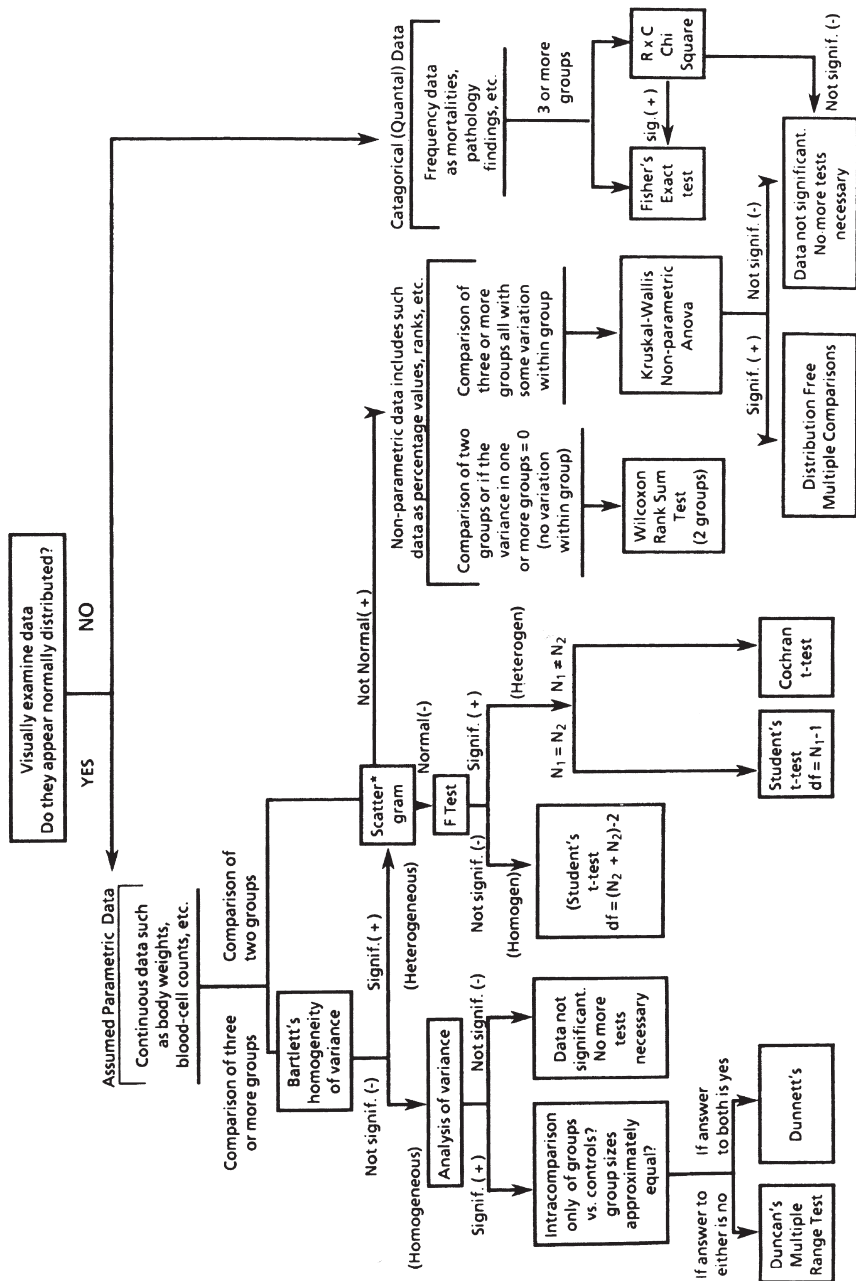 Visually examine data
Do they appear normally distributed?
YES
NO
Assumed Parametric Data
Continuous data such
as body weights,
blood-cell counts, etc.
Comparison of three
or more groups
Comparison of
two groups
Bartlett's
homogeneity
of variance
Not signif. (-)
(Homogeneous)
Signif. (+)
(Heterogeneous)
Analysis of variance
Signif. (+)
Not signif. (-)
Data not
significant.
No more
tests
necessary
Intracomparison
only of groups
vs. controls?
group sizes
approximately
equal?
If answer to
either is no
If answer
to both is yes
Duncan's
Multiple
Range Test
Dunnett's
Scatter*
gram
Not Normal(+)
Normal(-)
F Test
Not signif. (-)
(Homogen)
Signif. (+)
(Heterogen)
(Student's
t-test
df = (N2 + N2)-2
N1 = N2
N1 ≠ N2
Student's
t-test
df = N1-1
Cochran
t-test
Non-parametric data includes such
data as percentage values, ranks, etc.
Comparison of two
groups or if the
variance in one
or more groups = 0
(no variation
within group)
Wilcoxon
Rank Sum
Test
(2 groups)
Comparison of
three or more
groups all with
some variation
within group
Kruskal-Wallis
Non-parametric
Anova
Signif. (+)
Not signif. (-)
Distribution Free
Multiple Comparisons
Data not significant.
No more tests
necessary
Catagorical (Quantal) Data
Frequency data
as mortalities,
pathology
findings, etc.
3 or more
groups
Fisher's
Exact
test
sig.(+)
R x C
Chi
Square
Not signif. (-)